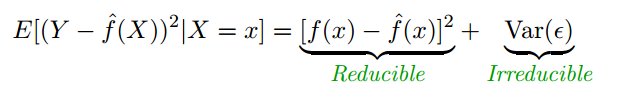 E[(Y − f̂(X))²|X = x] = [f(x) − f̂(x)]² + Var(ϵ)
Reducible Irreducible